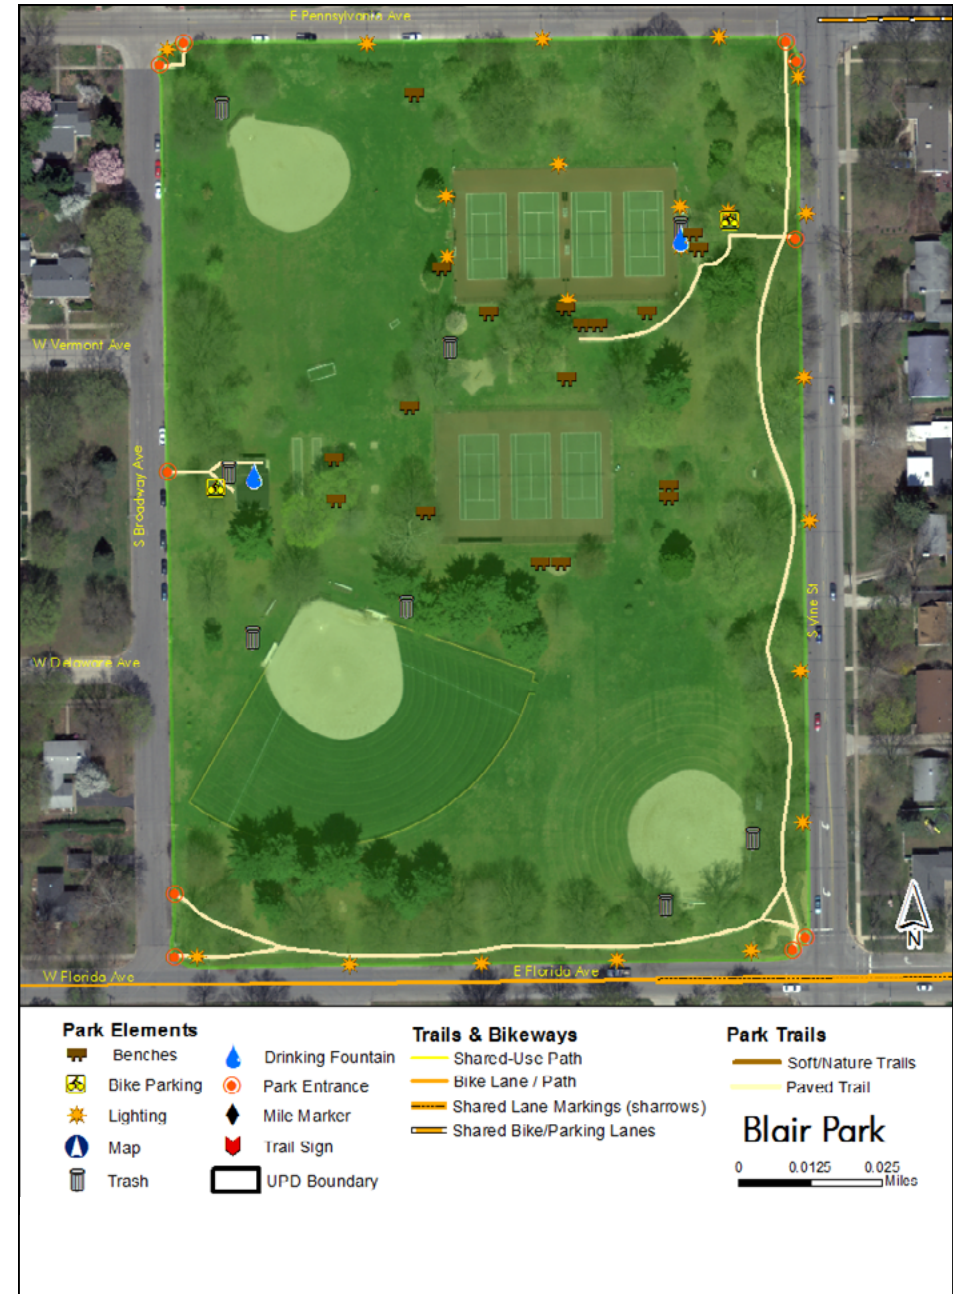 E Pennsylvania Ave
W Vermont Ave
S Broadway Ave
S Vine St
W Delaware Ave
N
W Florida Ave
E Florida Ave
Park Elements
Benches
Bike Parking
Lighting
Map
Trash
Drinking Fountain
Park Entrance
Mile Marker
Trail Sign
UPD Boundary
Trails & Bikeways
Shared-Use Path
Bike Lane / Path
Shared Lane Markings (sharrows)
Shared Bike/Parking Lanes
Park Trails
Soft/Nature Trails
Paved Trail
Blair Park
0 0.0125 0.025
Miles